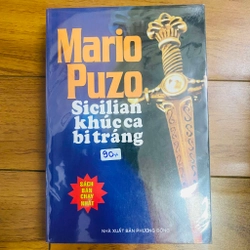 Mario
Puzo
Sicilian
khúc ca
bi tráng
90
SÁCH
BÁN
CHẠY
NHẤT
NHÀ XUẤT BẢN PHƯƠNG ĐÔNG